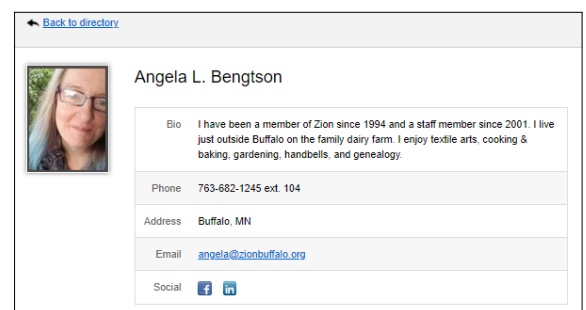 Back to directory
Angela L. Bengtson
Bio I have been a member of Zion since 1994 and a staff member since 2001. I live
just outside Buffalo on the family dairy farm. I enjoy textile arts, cooking &
baking, gardening, handbells, and genealogy.
Phone 763-682-1245 ext. 104
Address Buffalo, MN
Email angela@zionbuffalo.org
Social f in